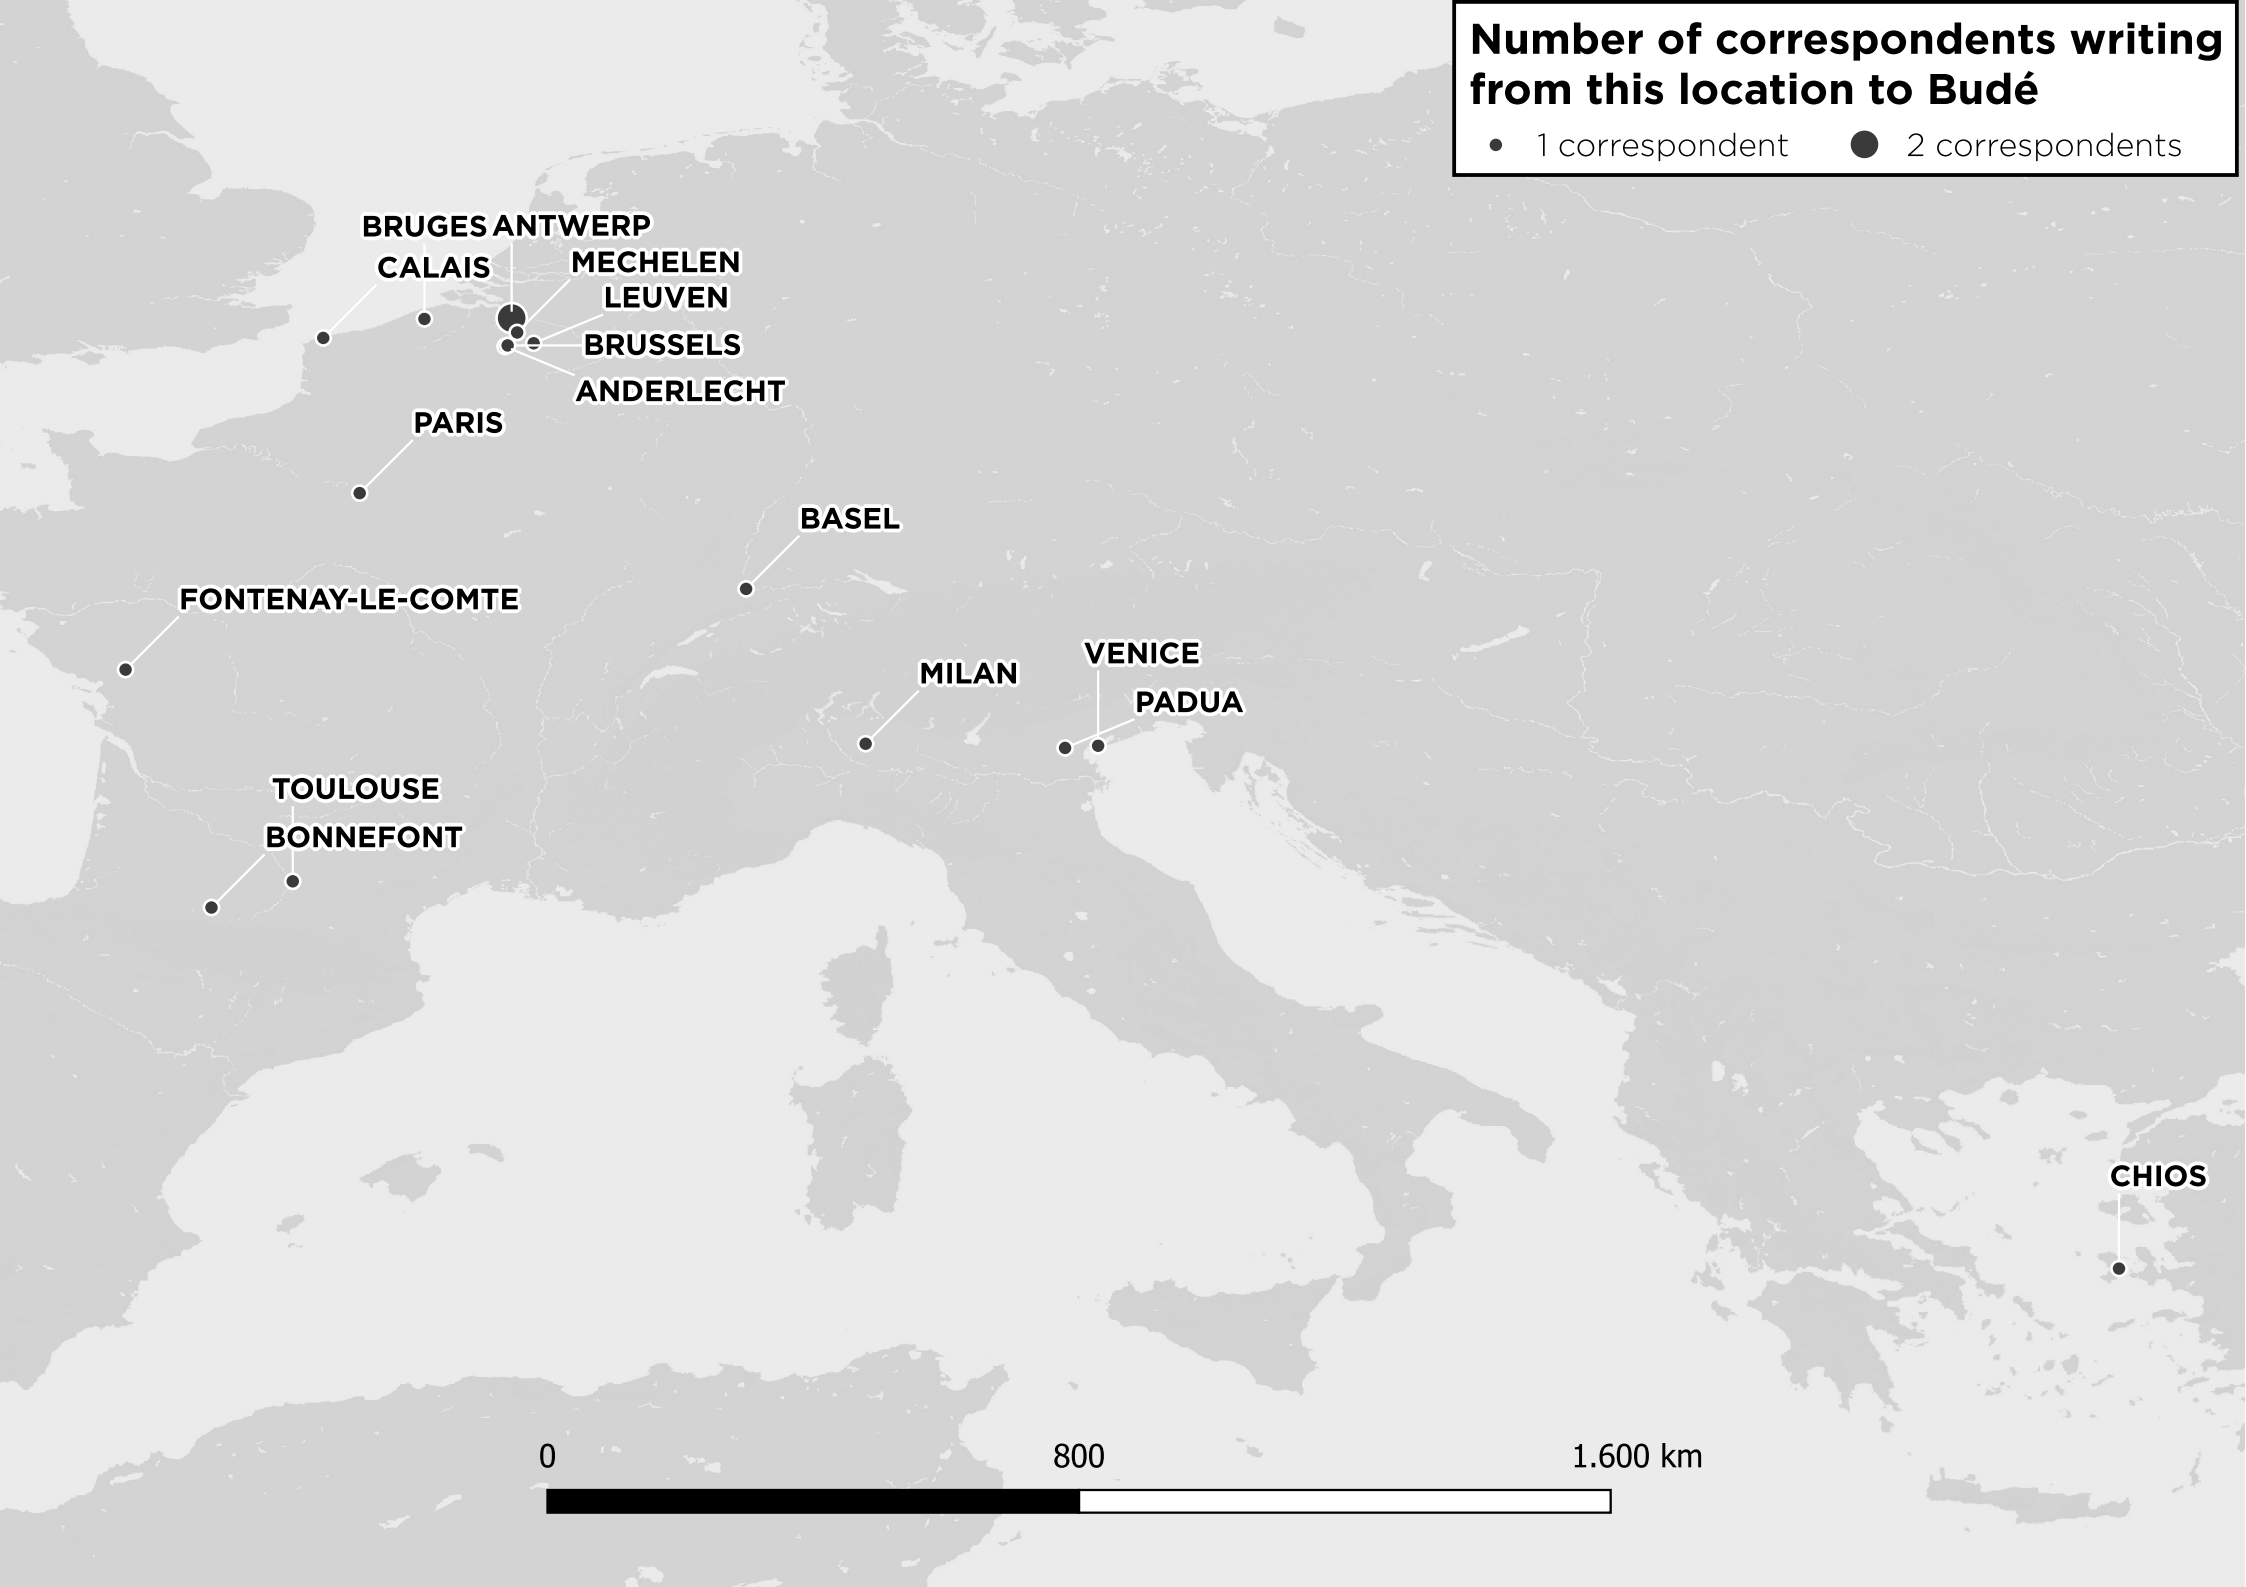 Number of correspondents writing
from this location to Budé
1 correspondent
2 correspondents
BRUGES
ANTWERP
CALAIS
MECHELEN
LEUVEN
BRUSSELS
ANDERLECHT
PARIS
BASEL
FONTENAY-LE-COMTE
VENICE
MILAN
PADUA
TOULOUSE
BONNEFONT
CHIOS
0
800
1.600 km